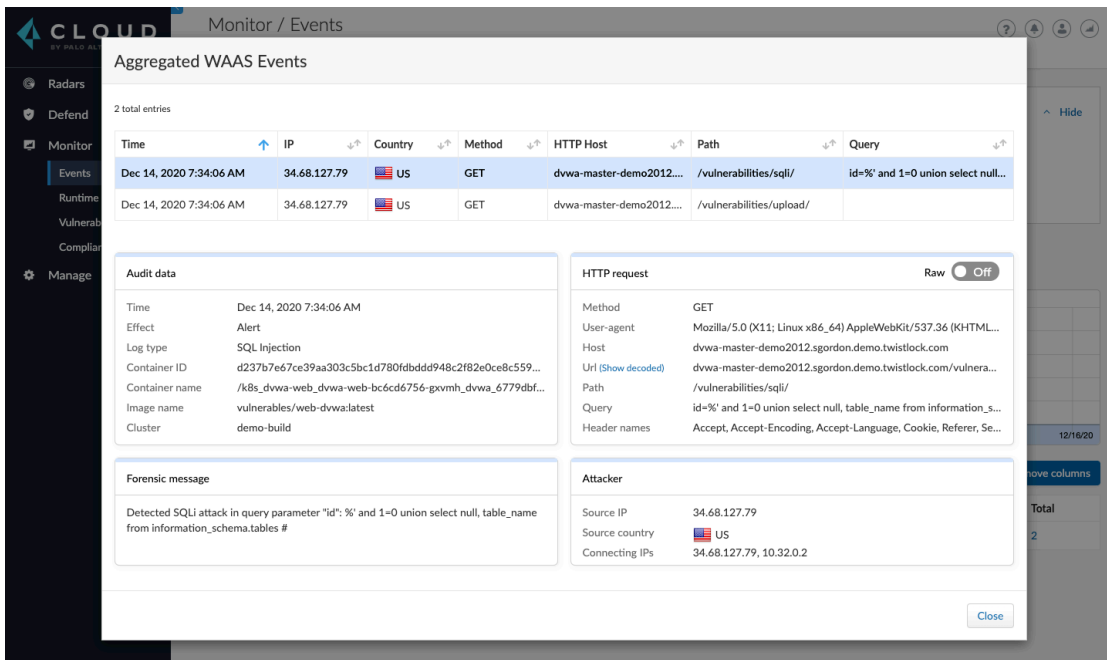 CLOUD
BY PALO ALT
Monitor / Events
?
Aggregated WAAS Events
Radars
Defend
Monitor
Events
Runtime
Vulnerab
Complian
Manage
Hide
2 total entries
Time IP Country Method HTTP Host Path Query
Dec 14, 2020 7:34:06 AM 34.68.127.79 US GET dvwa-master-demo2012.... /vulnerabilities/sqli/ id=%' and 1=0 union select null...
Dec 14, 2020 7:34:06 AM 34.68.127.79 US GET dvwa-master-demo2012.... /vulnerabilities/upload/
Audit data
Time Dec 14, 2020 7:34:06 AM
Effect Alert
Log type SQL Injection
Container ID d237b7e67ce39aa303c5bc1d780fdbddd948c2f82e0ce8c559...
Container name /k8s_dvwa-web_dvwa-web-bc6cd6756-gxvmh_dvwa_6779dbf...
Image name vulnerables/web-dvwa:latest
Cluster demo-build
HTTP request Raw Off
Method GET
User-agent Mozilla/5.0 (X11; Linux x86_64) AppleWebKit/537.36 (KHTML...
Host dvwa-master-demo2012.sgordon.demo.twistlock.com
Url (Show decoded) dvwa-master-demo2012.sgordon.demo.twistlock.com/vulnera...
Path /vulnerabilities/sqli/
Query id=%' and 1=0 union select null, table_name from information_s...
Header names Accept, Accept-Encoding, Accept-Language, Cookie, Referer, Se...
12/16/20
Forensic message
Detected SQLi attack in query parameter "id": %' and 1=0 union select null, table_name
from information_schema.tables #
Attacker
Source IP 34.68.127.79
Source country US
Connecting IPs 34.68.127.79, 10.32.0.2
move columns
Total
2
Close